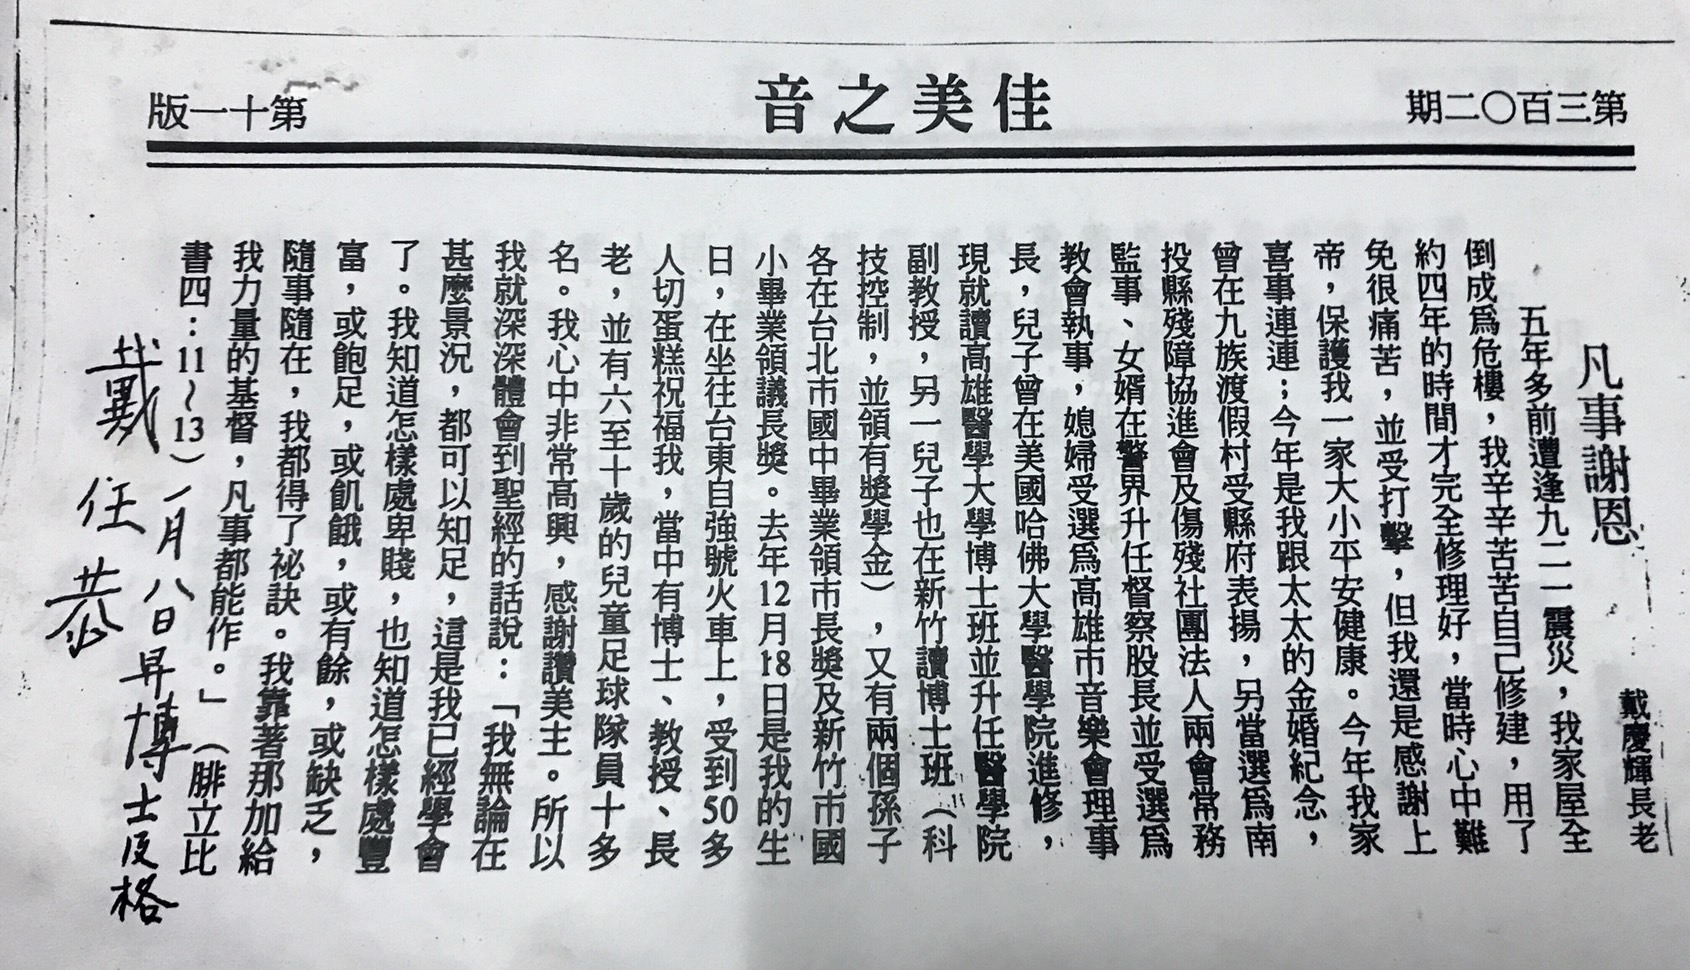 第三百〇二期
佳美之音
第十一版
凡事謝恩
戴慶輝長老
五年多前遭逢九二一震災，我家屋全
倒成爲危樓，我辛辛苦苦自己修建，用了
約四年的時間才完全修理好，當時心中難
免很痛苦，並受打擊，但我還是感謝上
帝，保護我一家大小平安健康。今年我家
喜事連連；今年是我跟太太的金婚紀念，
曾在九族渡假村受縣府表揚，另當選爲南
投縣殘障協進會及傷殘社團法人兩會常務
監事、女婿在警界升任督察股長並受選爲
教會執事，媳婦受選爲高雄市音樂會理事
長，兒子曾在美國哈佛大學醫學院進修，
現就讀高雄醫學大學博士班並升任醫學院
副教授，另一兒子也在新竹讀博士班（科
技控制，並領有獎學金），又有兩個孫子
各在台北市國中畢業領市長獎及新竹市國
小畢業領議長獎。去年12月18日是我的生
日，在坐往台東自強號火車上，受到50多
人切蛋糕祝福我，當中有博士、教授、長
老，並有六至十歲的兒童足球隊員十多
名。我心中非常高興，感謝讚美主。所以
我就深深體會到聖經的話說：「我無論在
甚麼景況，都可以知足，這是我已經學會
了。我知道怎樣處卑賤，也知道怎樣處豐
富，或飽足，或飢餓，或有餘，或缺乏，
隨事隨在，我都得了祕訣。我靠著那加給
我力量的基督，凡事都能作。」（腓立比
書四：11～13）
一月八日昇博士及格
戴任恭